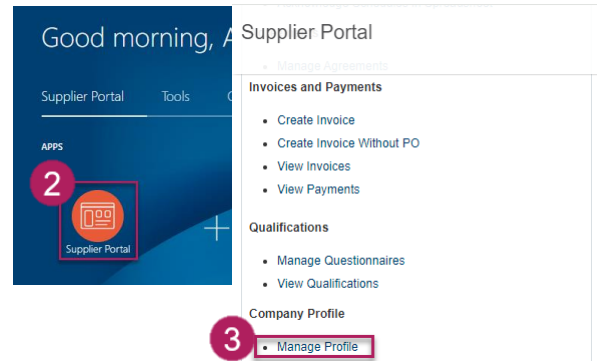 Good morning, A
Supplier Portal
Tools
APPS
2
Supplier Portal
Supplier Portal
Manage Agreements
Invoices and Payments
Create Invoice
Create Invoice Without PO
View Invoices
View Payments
Qualifications
Manage Questionnaires
View Qualifications
Company Profile
3
Manage Profile